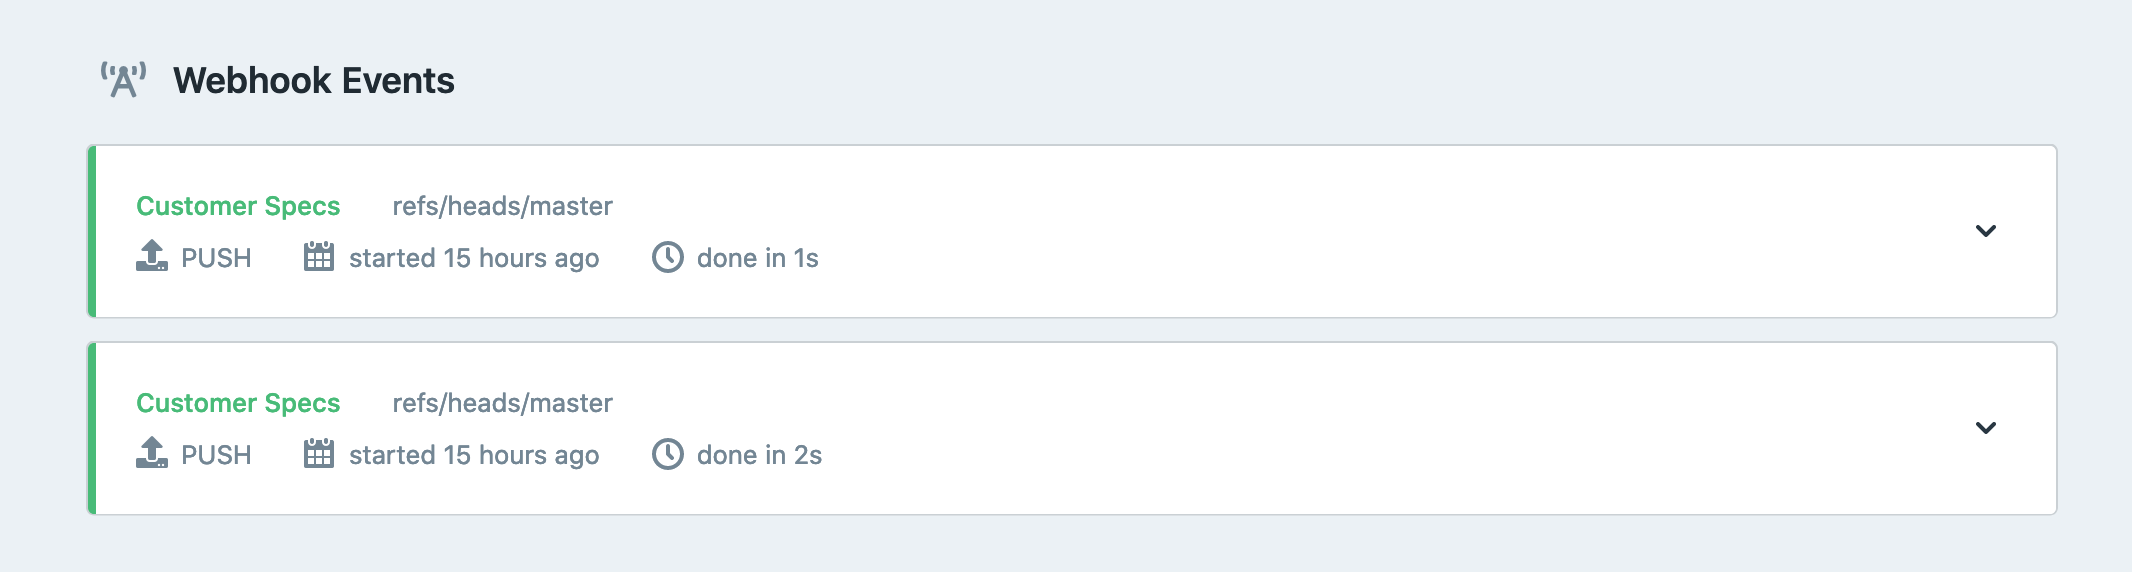 Webhook Events
Customer Specs refs/heads/master
PUSH started 15 hours ago done in 1s
Customer Specs refs/heads/master
PUSH started 15 hours ago done in 2s